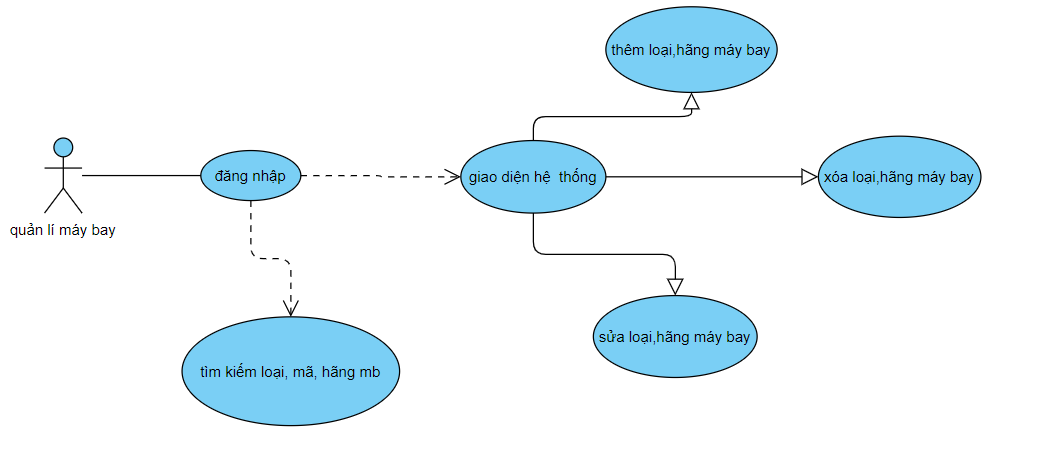 thêm loại,hãng máy bay
đăng nhập
giao diện hệ  thống
xóa loại,hãng máy bay
quản lí máy bay
sửa loại,hãng máy bay
tìm kiếm loại, mã, hãng mb